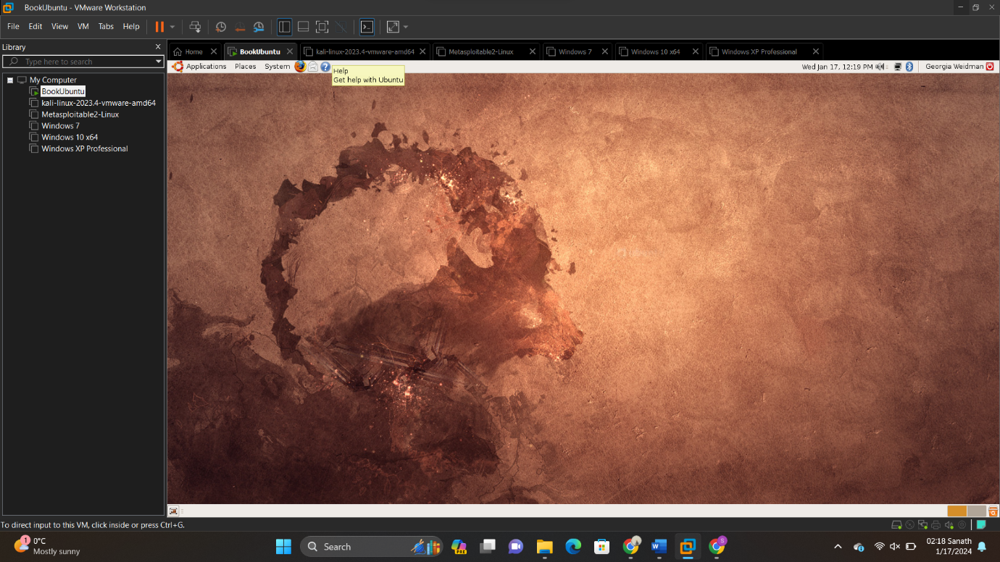 BookUbuntu - VMware Workstation
File Edit View VM Tabs Help
Library
Home BookUbuntu kali-linux-2023.4-vmware-amd64 Metasploitable2-Linux Windows 7 Windows 10 x64 Windows XP Professional
Type here to search
Applications Places System Wed Jan 17, 12:19 PM Georgia Weidman
Help
Get help with Ubuntu
My Computer
BookUbuntu
kali-linux-2023.4-vmware-amd64
Metasploitable2-Linux
Windows 7
Windows 10 x64
Windows XP Professional
To direct input to this VM, click inside or press Ctrl+G.
1
0°C
Mostly sunny
Search
PRE
W
S
02:18 Sanath
1/17/2024